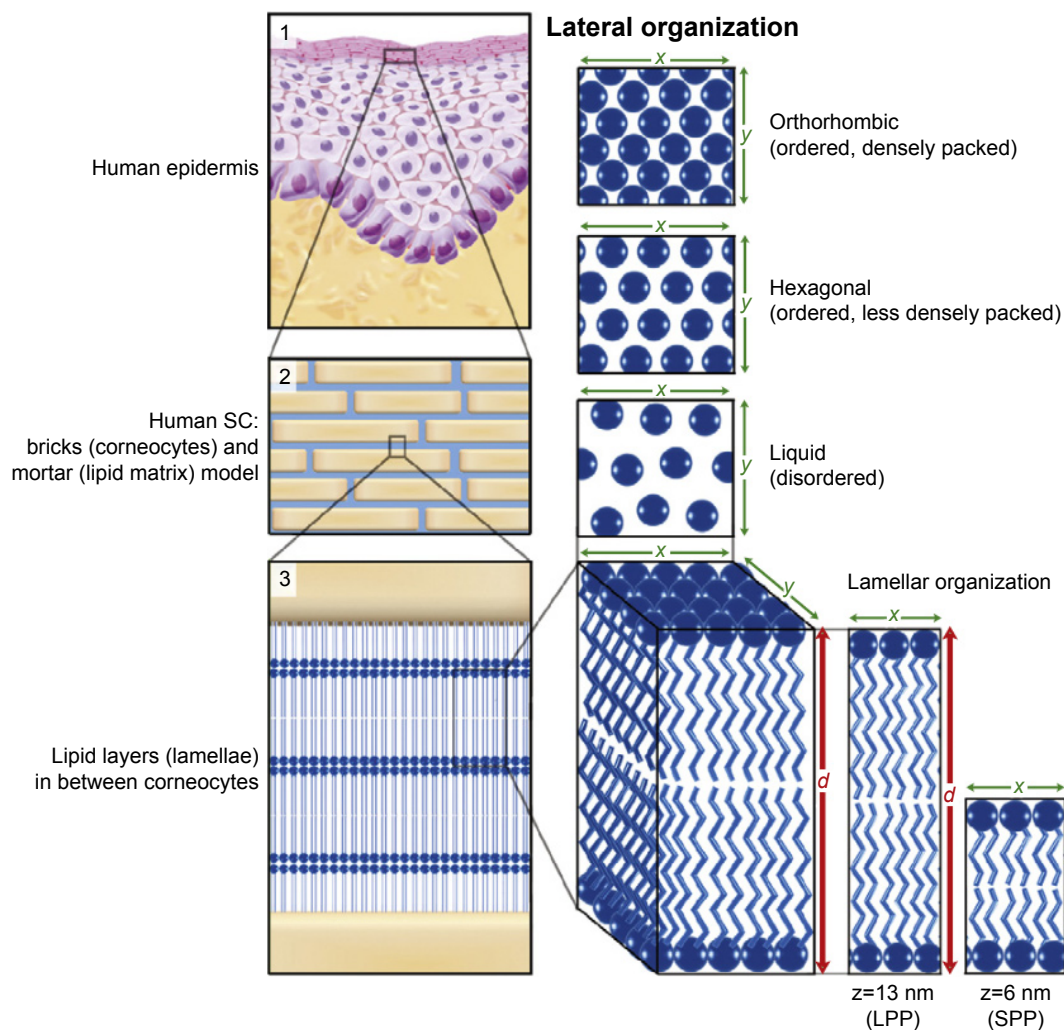 1
Human epidermis
2
Human SC:
bricks (corneocytes) and
mortar (lipid matrix) model
3
Lipid layers (lamellae)
in between corneocytes
Lateral organization
x
y
Orthorhombic
(ordered, densely packed)
x
y
Hexagonal
(ordered, less densely packed)
x
y
Liquid
(disordered)
x
y
d
Lamellar organization
x
d
x
z=13 nm
(LPP)
z=6 nm
(SPP)